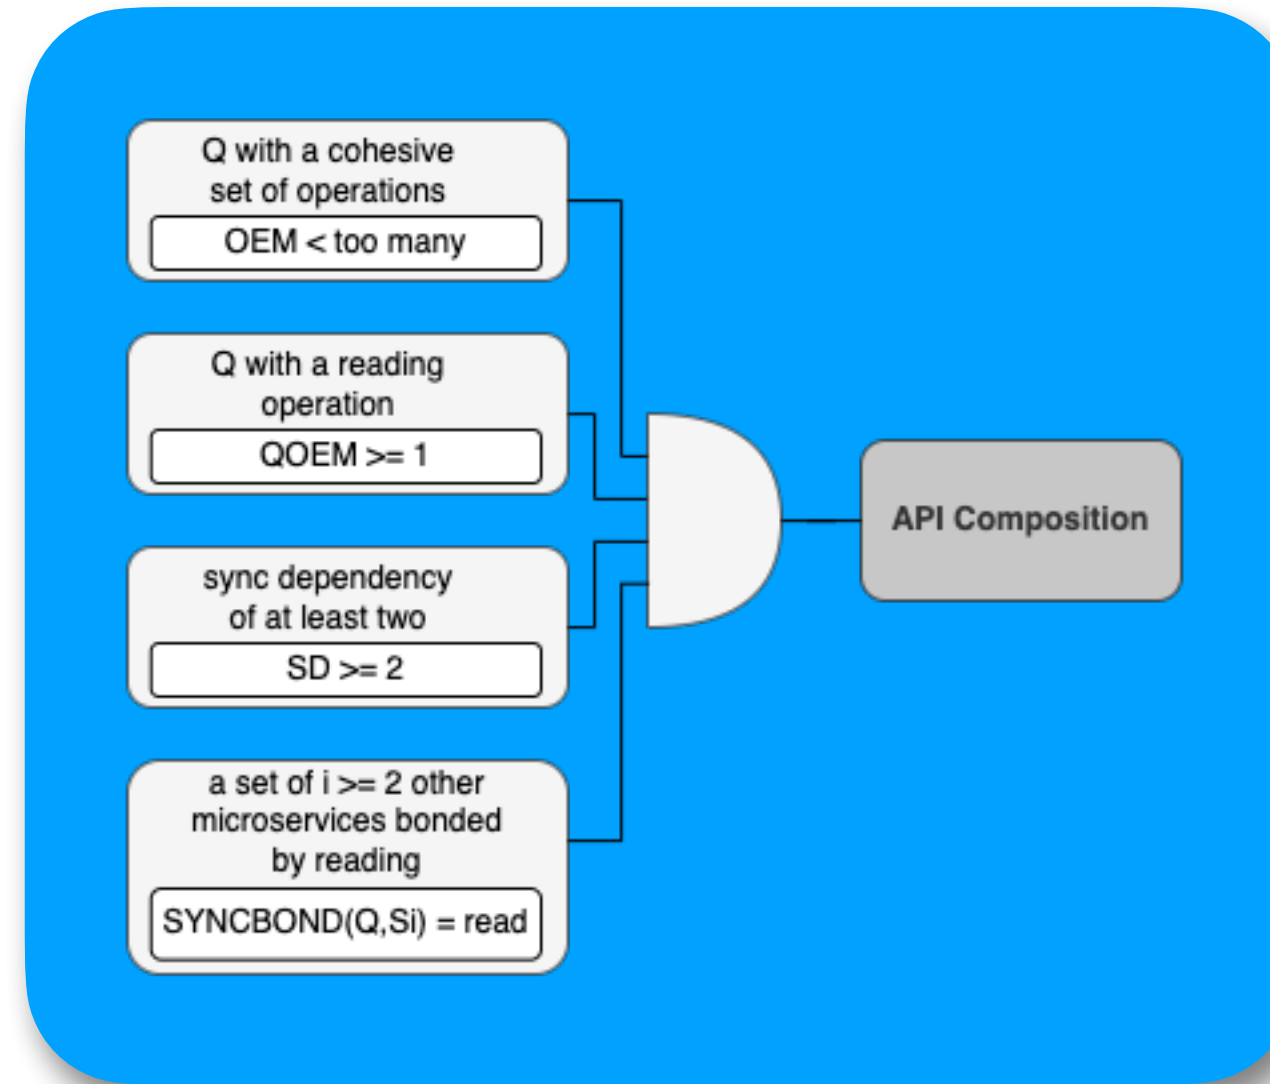 Q with a cohesive
set of operations
OEM < too many
Q with a reading
operation
QOEM >= 1
sync dependency
of at least two
SD >= 2
a set of i >= 2 other
microservices bonded
by reading
SYNCBOND(Q,Si) = read
API Composition